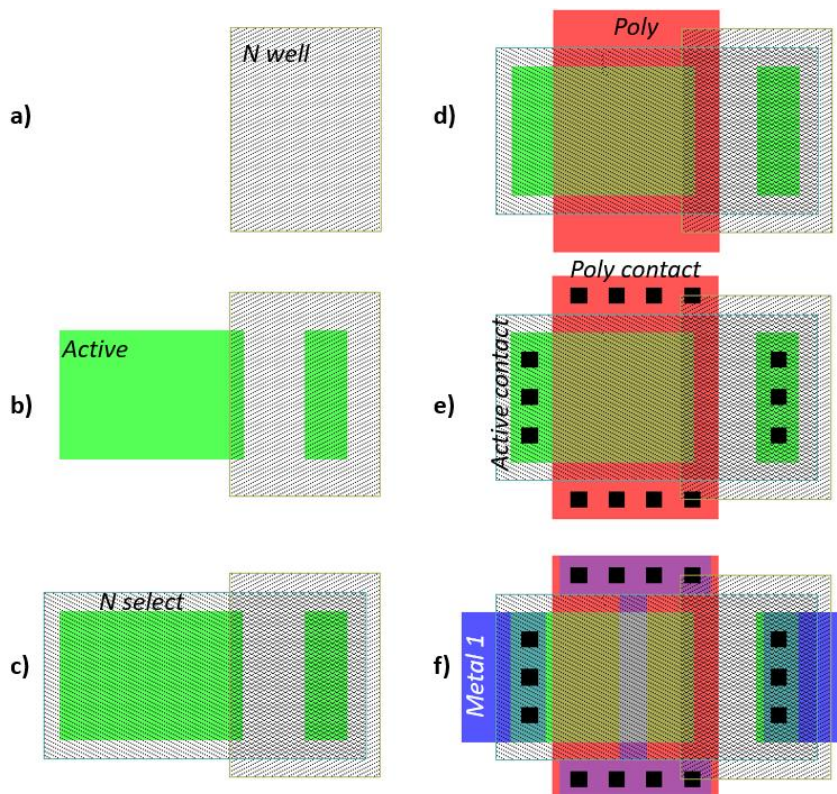 a)
N well
b)
Active
c)
N select
d)
Poly
e)
Poly contact
Active contact
f)
Metal 1